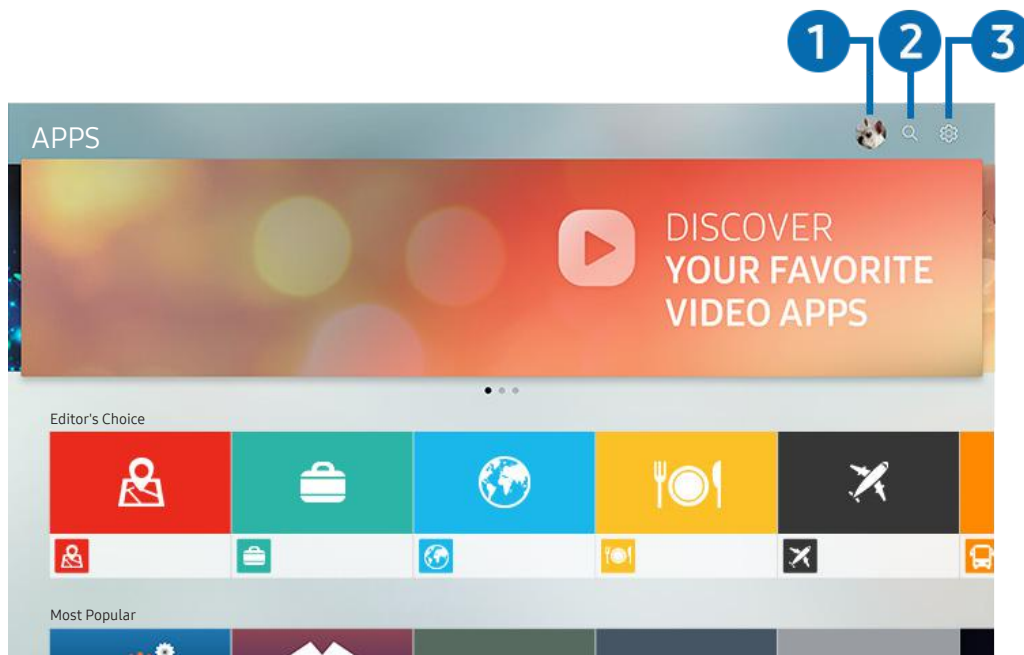 1 2 3
APPS
DISCOVER
YOUR FAVORITE
VIDEO APPS
Editor's Choice
Most Popular